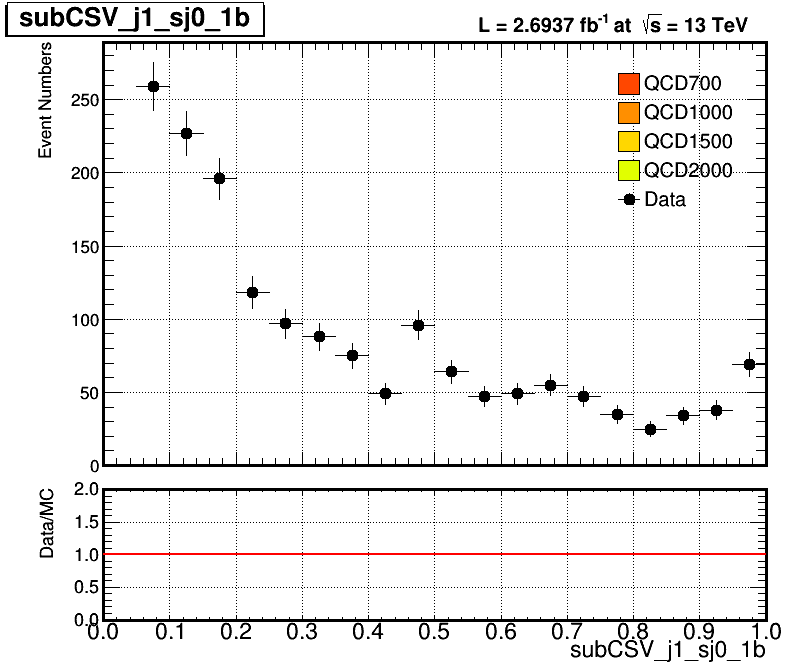 subCSV_j1_sj0_1b
L = 2.6937 fb⁻¹ at √s = 13 TeV
Event Numbers
250
200
150
100
50
0
QCD700
QCD1000
QCD1500
QCD2000
Data
Data/MC
2.0
1.5
1.0
0.5
0.0
0.0 0.1 0.2 0.3 0.4 0.5 0.6 0.7 0.8 0.9 1.0
subCSV_j1_sj0_1b